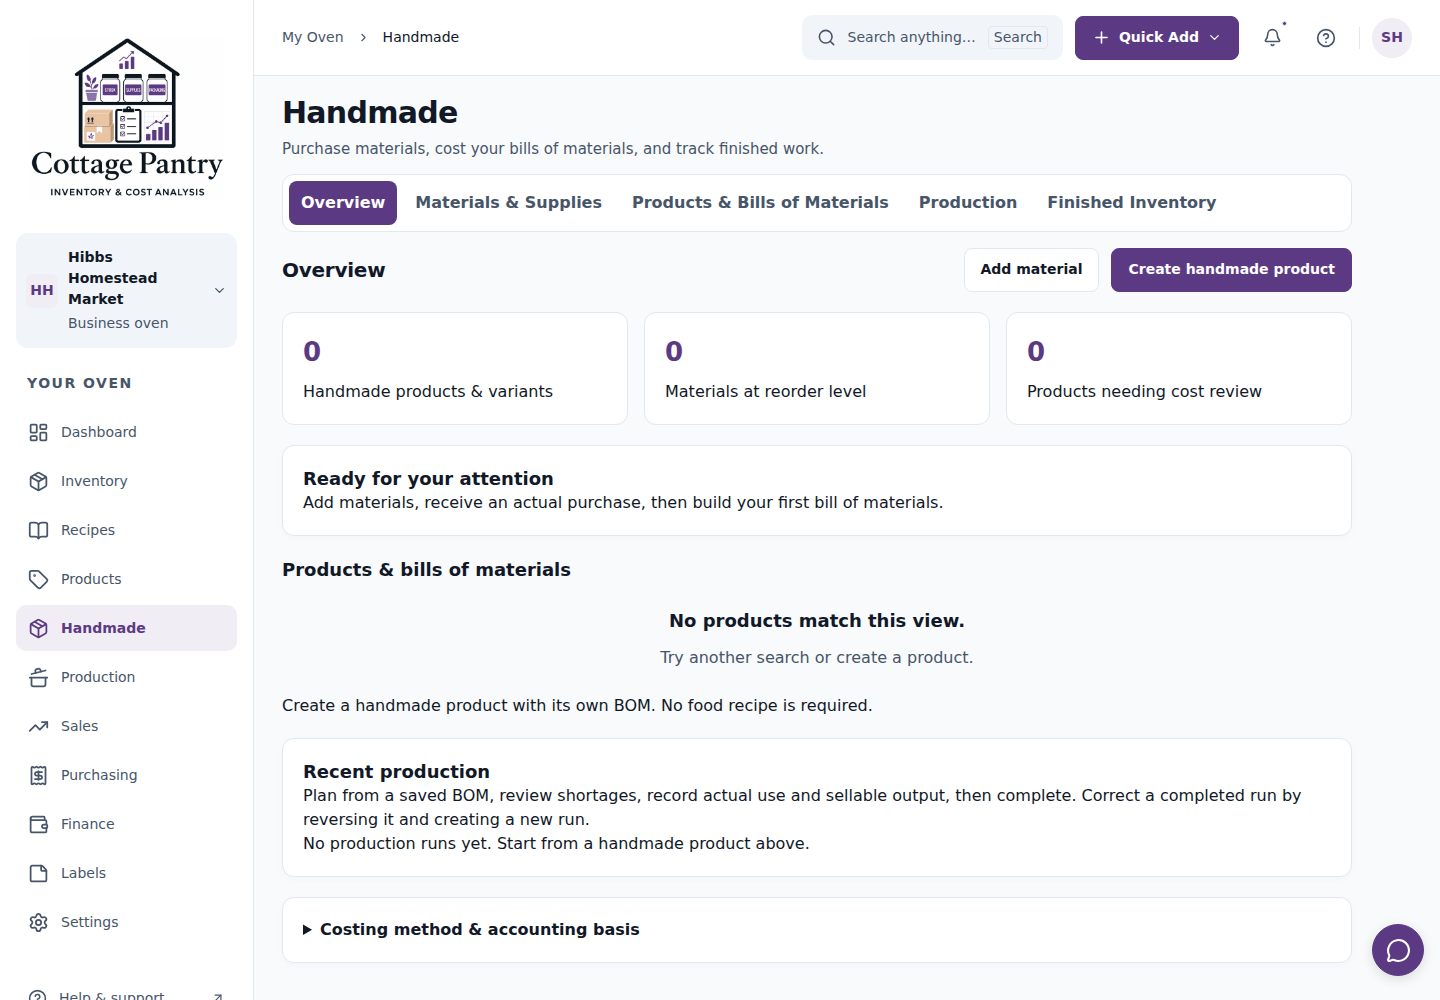 Cottage Pantry
INVENTORY & COST ANALYSIS
HH
Hibbs
Homestead
Market
Business oven
YOUR OVEN
Dashboard
Inventory
Recipes
Products
Handmade
Production
Sales
Purchasing
Finance
Labels
Settings
Help & support
My Oven
Handmade
Search anything...
Search
Quick Add
SH
Handmade
Purchase materials, cost your bills of materials, and track finished work.
Overview
Materials & Supplies
Products & Bills of Materials
Production
Finished Inventory
Overview
Add material
Create handmade product
0
Handmade products & variants
0
Materials at reorder level
0
Products needing cost review
Ready for your attention
Add materials, receive an actual purchase, then build your first bill of materials.
Products & bills of materials
No products match this view.
Try another search or create a product.
Create a handmade product with its own BOM. No food recipe is required.
Recent production
Plan from a saved BOM, review shortages, record actual use and sellable output, then complete. Correct a completed run by
reversing it and creating a new run.
No production runs yet. Start from a handmade product above.
Costing method & accounting basis